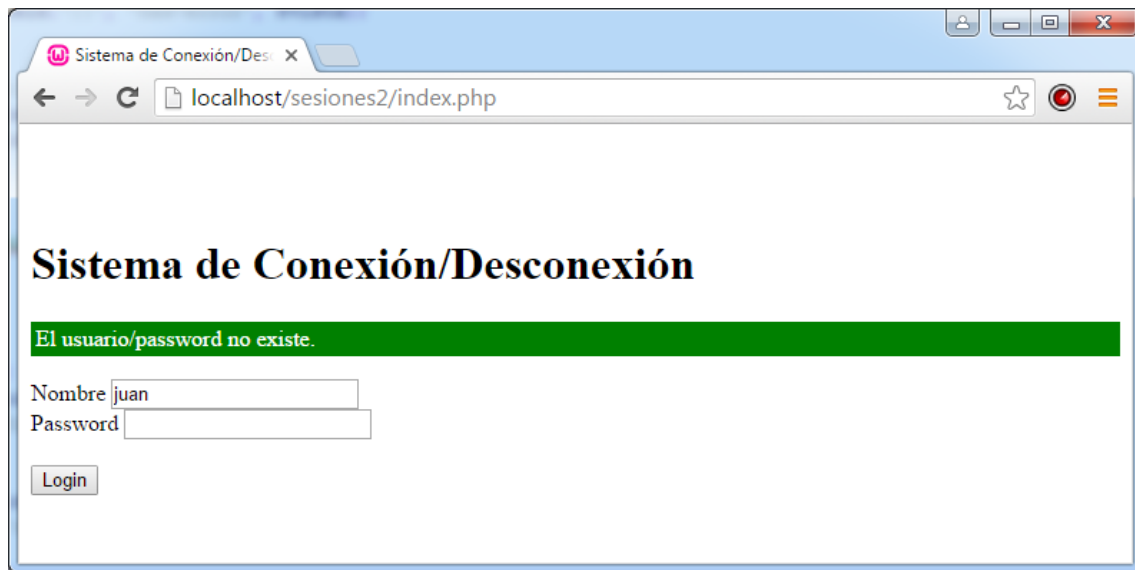 Sistema de Conexión/Des
localhost/sesiones2/index.php
Sistema de Conexión/Desconexión
El usuario/password no existe.
Nombre juan
Password
Login